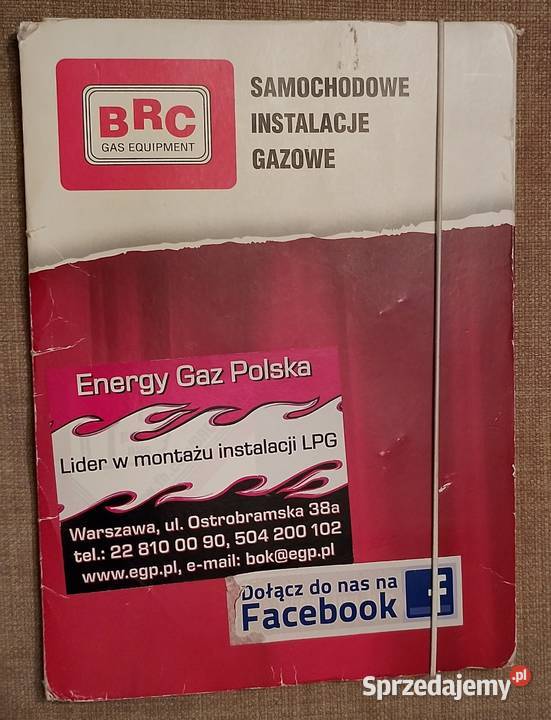 BRC
GAS EQUIPMENT
SAMOCHODOWE
INSTALACJE
GAZOWE
Energy Gaz Polska
Lider w montażu instalacji LPG
Warszawa, ul. Ostrobramska 38a
tel.: 22 810 00 90, 504 200 102
www.egp.pl, e-mail: bok@egp.pl
Dołącz do nas na
Facebook f
Sprzedajemy.pl